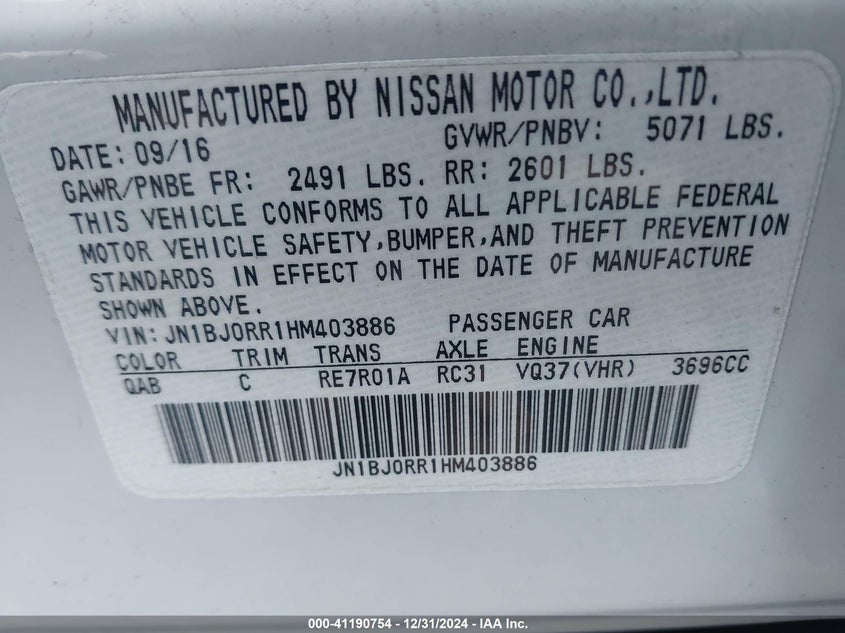 MANUFACTURED BY NISSAN MOTOR CO.,LTD.
DATE: 09/16 GVWR/PNBV: 5071 LBS.
GAWR/PNBE FR: 2491 LBS. RR: 2601 LBS.
THIS VEHICLE CONFORMS TO ALL APPLICABLE FEDERAL
MOTOR VEHICLE SAFETY,BUMPER,AND THEFT PREVENTION
STANDARDS IN EFFECT ON THE DATE OF MANUFACTURE
SHOWN ABOVE.
VIN: JN1BJ0RR1HM403886 PASSENGER CAR
COLOR TRIM TRANS AXLE ENGINE
QAB C RE7R01A RC31 VQ37(VHR) 3696CC
JN1BJ0RR1HM403886
000-41190754 - 12/31/2024 - IAA Inc.